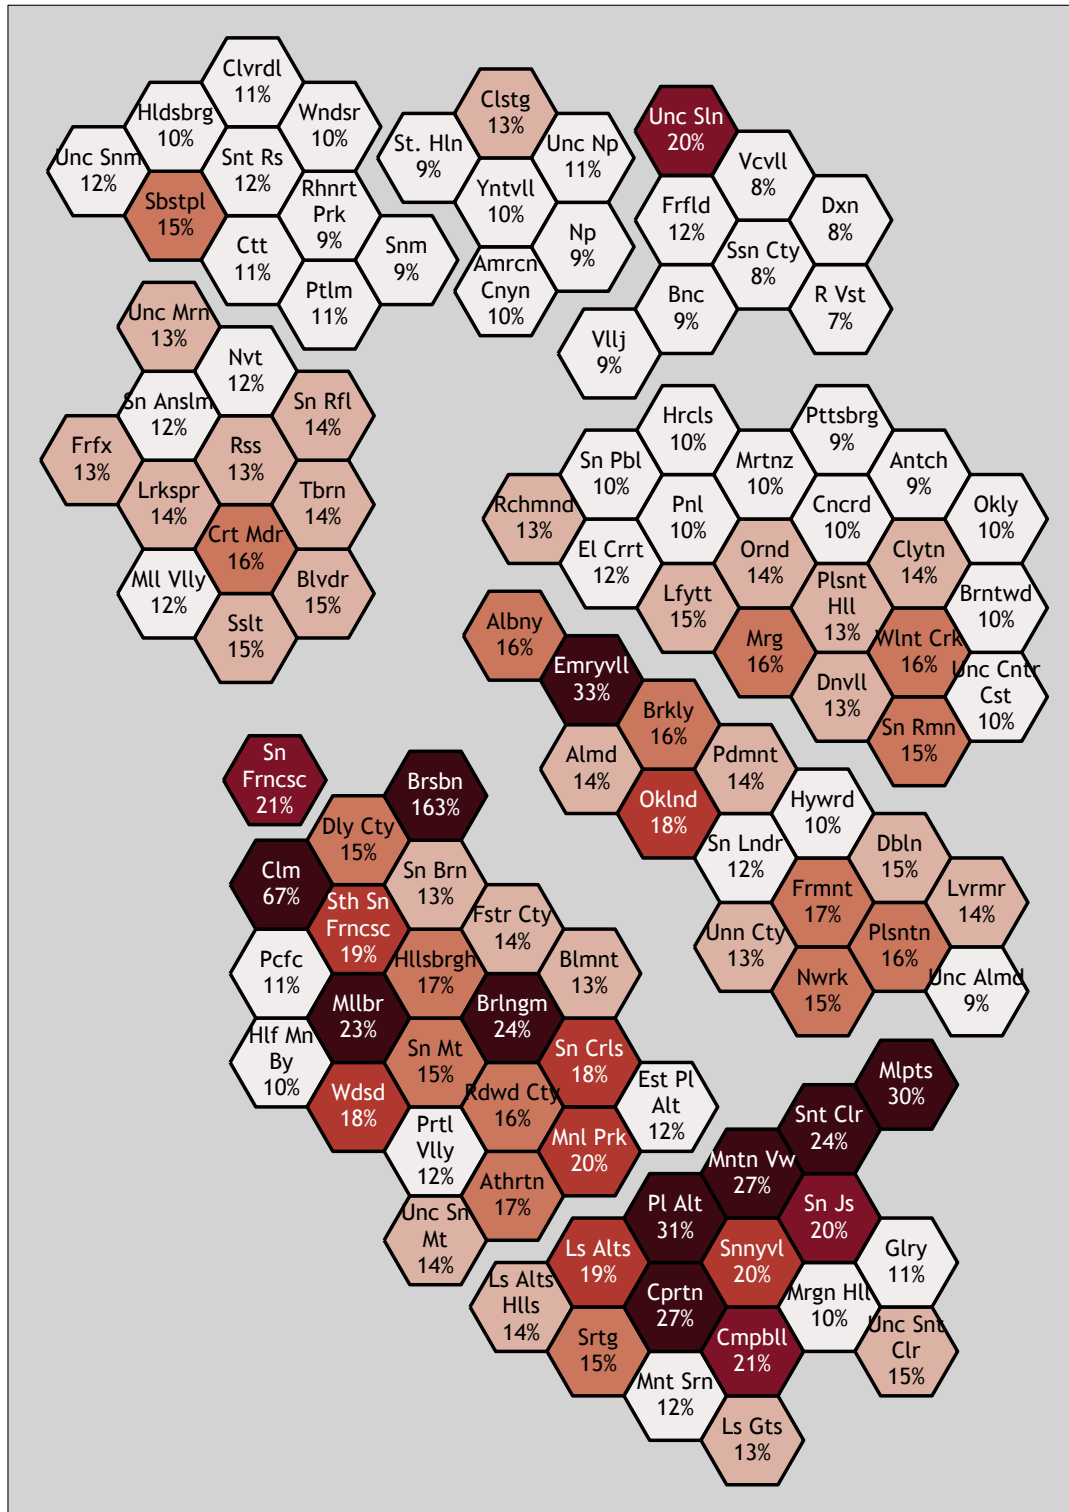 Clvrdl
11%
Hldsbrg
10%
Wndsr
10%
Unc Snm
12%
Snt Rs
12%
Sbstpl
15%
Rhnrt
Prk
9%
Ctt
11%
Snm
9%
Ptlm
11%
Clstg
13%
St. Hln
9%
Unc Np
11%
Yntvll
10%
Np
9%
Amrcn
Cnyn
10%
Unc Sln
20%
Vcvll
8%
Frfld
12%
Dxn
8%
Ssn Cty
8%
Bnc
9%
R Vst
7%
Vllj
9%
Unc Mrn
13%
Nvt
12%
Sn Anslm
12%
Sn Rfl
14%
Frfx
13%
Rss
13%
Lrkspr
14%
Tbrn
14%
Crt Mdr
16%
Mll Vlly
12%
Blvdr
15%
Sslt
15%
Hrcls
10%
Pttsbrg
9%
Sn Pbl
10%
Mrtnz
10%
Antch
9%
Rchmnd
13%
Pnl
10%
Cncrd
10%
Okly
10%
El Crrt
12%
Ornd
14%
Clytn
14%
Lfytt
15%
Plsnt
Hll
13%
Brntwd
10%
Mrg
16%
Wlnt Crk
16%
Dnvll
13%
Unc Cntr
Cst
10%
Sn Rmn
15%
Albny
16%
Emryvll
33%
Brkly
16%
Almd
14%
Pdmnt
14%
Oklnd
18%
Hywrd
10%
Sn Lndr
12%
Dbln
15%
Frmnt
17%
Lvrmr
14%
Unn Cty
13%
Plsntn
16%
Nwrk
15%
Unc Almd
9%
Sn
Frncsc
21%
Brsbn
163%
Dly Cty
15%
Clm
67%
Sn Brn
13%
Sth Sn
Frncsc
19%
Fstr Cty
14%
Pcfc
11%
Hllsbrgh
17%
Blmnt
13%
Mllbr
23%
Brlngm
24%
Hlf Mn
By
10%
Sn Mt
15%
Sn Crls
18%
Wdsd
18%
Rdwd Cty
16%
Est Pl
Alt
12%
Prtl
Vlly
12%
Mnl Prk
20%
Athrtn
17%
Unc Sn
Mt
14%
Mlpts
30%
Snt Clr
24%
Mntn Vw
27%
Pl Alt
31%
Sn Js
20%
Ls Alts
19%
Snnyvl
20%
Glry
11%
Ls Alts
Hlls
14%
Cprtn
27%
Mrgn Hll
10%
Srtg
15%
Cmpbll
21%
Unc Snt
Clr
15%
Mnt Srn
12%
Ls Gts
13%